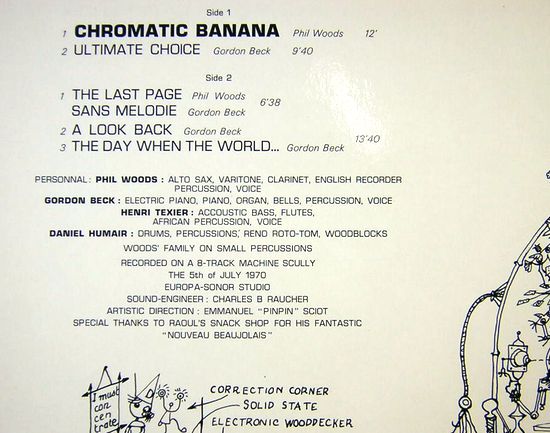 Side 1
1 CHROMATIC BANANA Phil Woods 12'
2 ULTIMATE CHOICE Gordon Beck 9'40
Side 2
1 THE LAST PAGE Phil Woods
SANS MELODIE Gordon Beck 6'38
2 A LOOK BACK Gordon Beck
3 THE DAY WHEN THE WORLD... Gordon Beck 13'40
PERSONNAL: PHIL WOODS : ALTO SAX, VARITONE, CLARINET, ENGLISH RECORDER
PERCUSSION, VOICE
GORDON BECK : ELECTRIC PIANO, PIANO, ORGAN, BELLS, PERCUSSION, VOICE
HENRI TEXIER : ACCOUSTIC BASS, FLUTES,
AFRICAN PERCUSSION, VOICE
DANIEL HUMAIR : DRUMS, PERCUSSIONS, RENO ROTO-TOM, WOODBLOCKS
WOODS' FAMILY ON SMALL PERCUSSIONS
RECORDED ON A 8-TRACK MACHINE SCULLY
THE 5th of JULY 1970
EUROPA-SONOR STUDIO
SOUND-ENGINEER : CHARLES B RAUCHER
ARTISTIC DIRECTION : EMMANUEL "PINPIN" SCIOT
SPECIAL THANKS TO RAOUL'S SNACK SHOP FOR HIS FANTASTIC
"NOUVEAU BEAUJOLAIS"
I must
con
cen
trate
CORRECTION CORNER
SOLID STATE
ELECTRONIC WOODDECKER